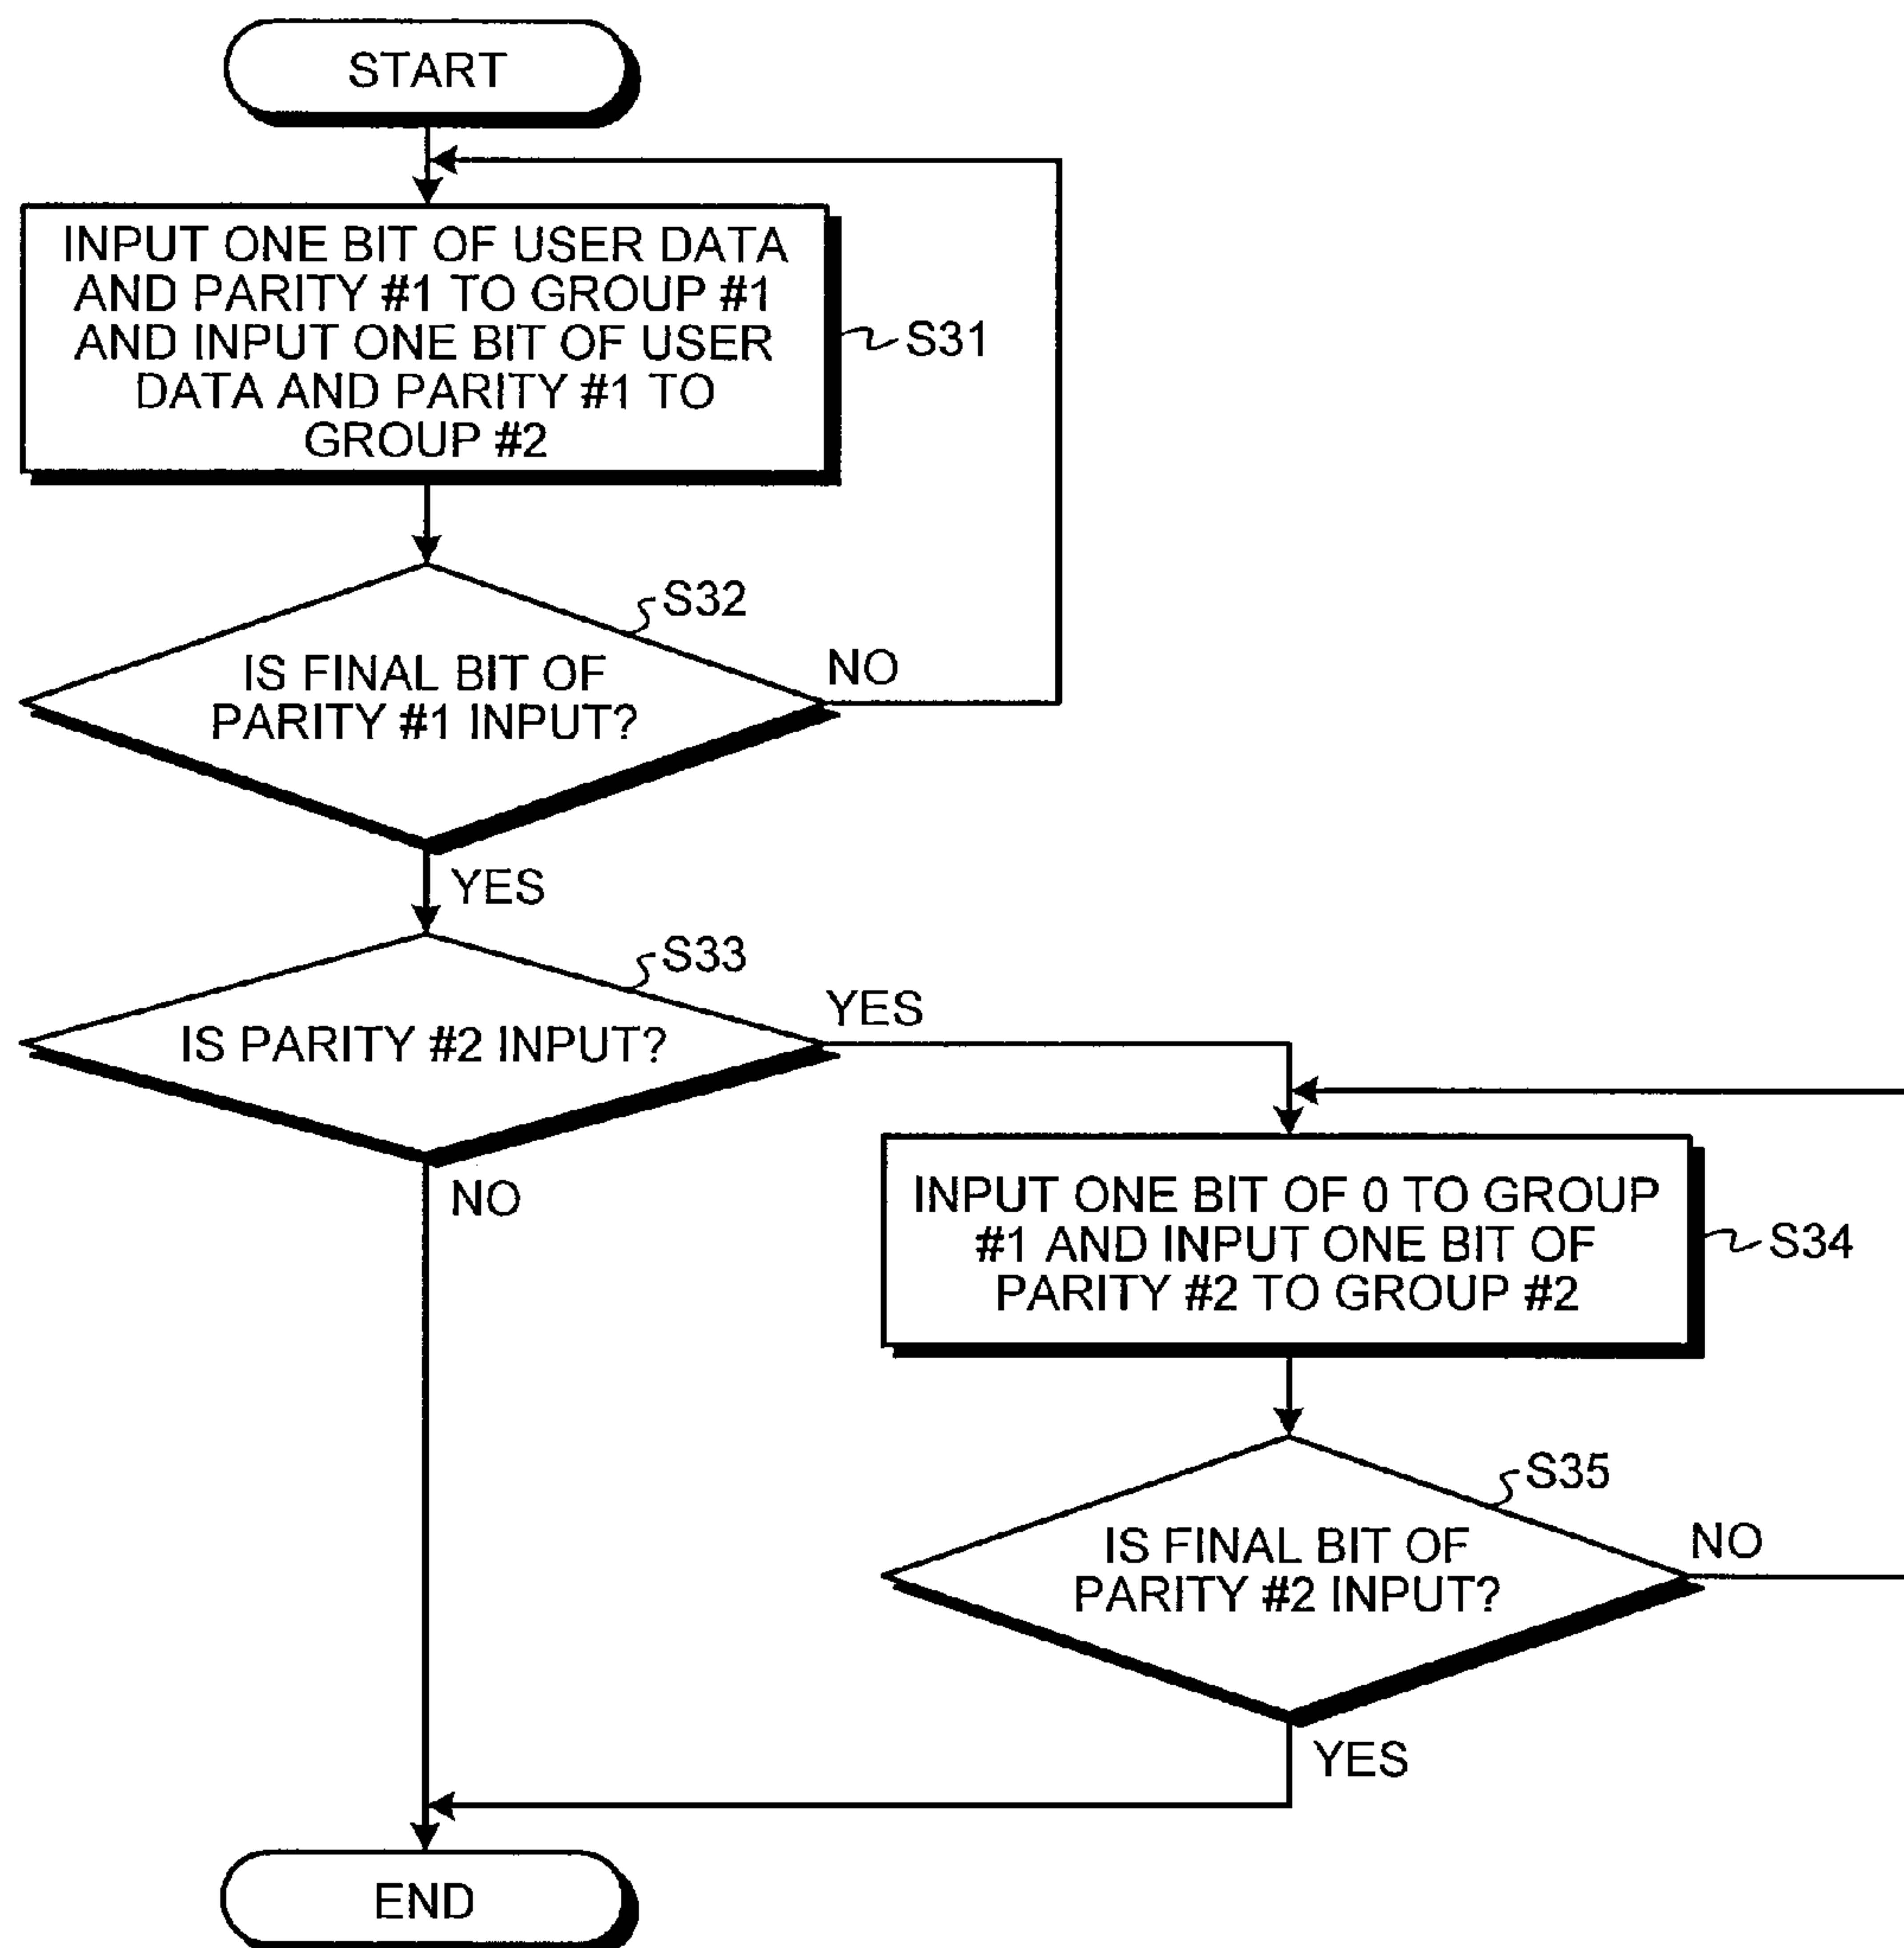 START
INPUT ONE BIT OF USER DATA
AND PARITY #1 TO GROUP #1
AND INPUT ONE BIT OF USER
DATA AND PARITY #1 TO
GROUP #2
S31
S32
IS FINAL BIT OF
PARITY #1 INPUT?
NO
YES
S33
IS PARITY #2 INPUT?
YES
NO
INPUT ONE BIT OF 0 TO GROUP
#1 AND INPUT ONE BIT OF
PARITY #2 TO GROUP #2
S34
S35
IS FINAL BIT OF
PARITY #2 INPUT?
NO
YES
END